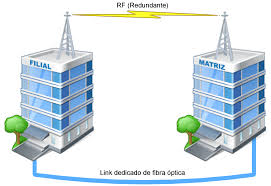 RF (Redundante)
FILIAL
MATRIZ
Link dedicado de fibra óptica